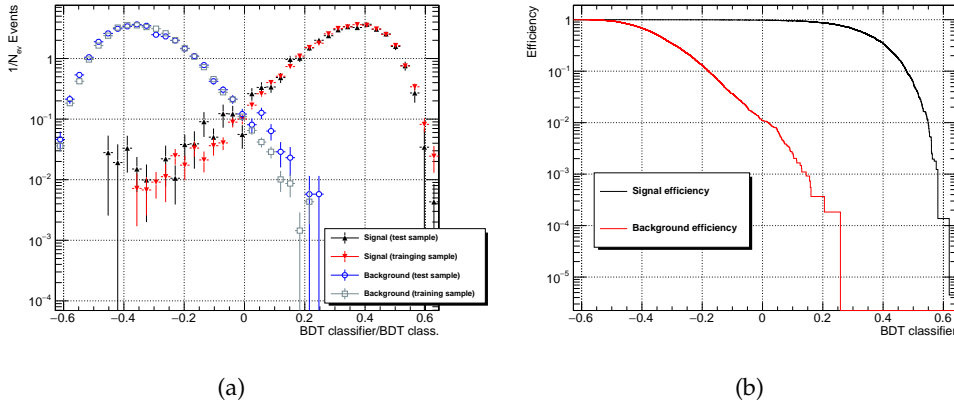 1/N_ev Events
1
10⁻¹
10⁻²
10⁻³
10⁻⁴
−0.6 −0.4 −0.2 0 0.2 0.4 0.6
BDT classifier/BDT class.
Signal (test sample)
Signal (trainging sample)
Background (test sample)
Background (training sample)
(a)
Efficiency
1
10⁻¹
10⁻²
10⁻³
10⁻⁴
10⁻⁵
−0.6 −0.4 −0.2 0 0.2 0.4 0.6
BDT classifier
Signal efficiency
Background efficiency
(b)